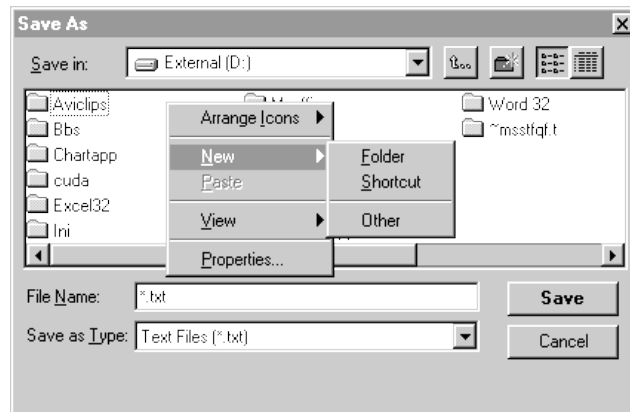 Save As
Save in: External (D:)
Aviclips
Word 32
Arrange Icons
Bbs
~msstfqf.t
Chartapp
New
Folder
cuda
Paste
Shortcut
Excel32
View
Other
Ini
Properties...
File Name: *.txt
Save
Save as Type: Text Files (*.txt)
Cancel